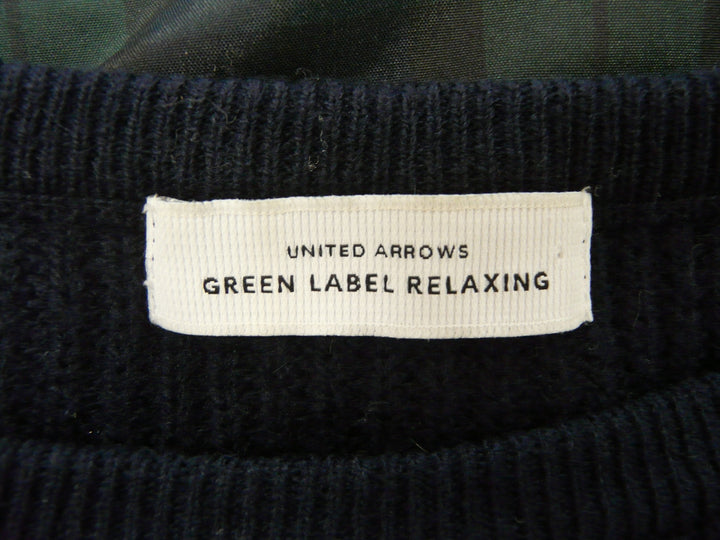 UNITED ARROWS
GREEN LABEL RELAXING